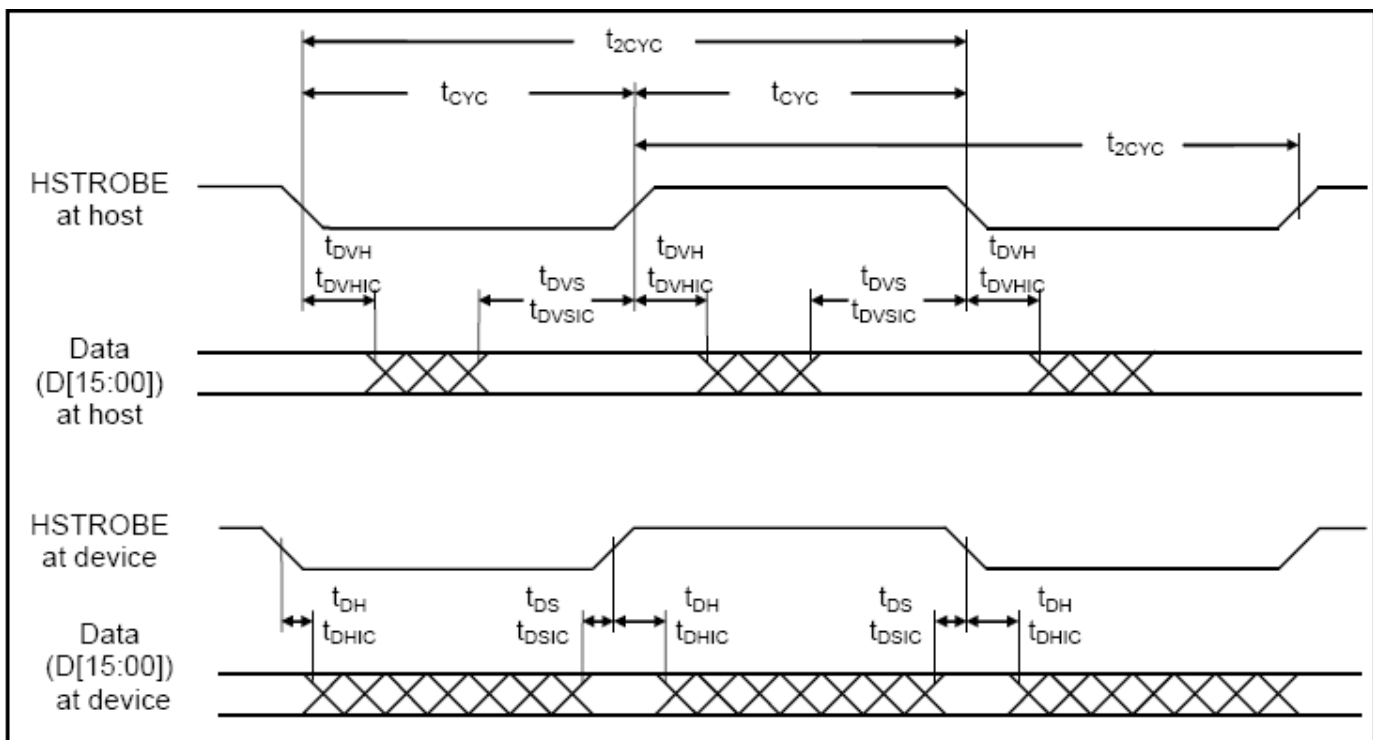 t2CYC
tCYC tCYC
t2CYC
HSTROBE
at host
tDVH tDVH tDVH
tDVHIC tDVS tDVHIC tDVS tDVHIC
tDVSIC tDVSIC
Data
(D[15:00])
at host
HSTROBE
at device
tDH tDS tDH tDS tDH
tDHIC tDSIC tDHIC tDSIC tDHIC
Data
(D[15:00])
at device